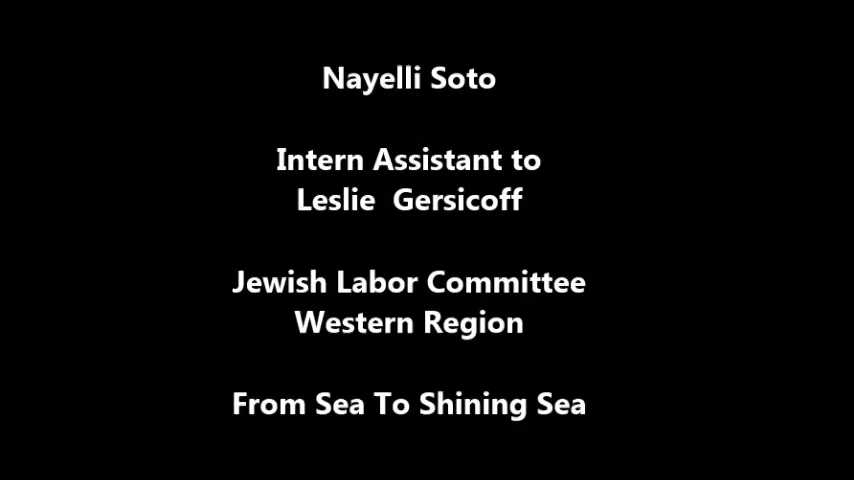 Nayelli Soto
Intern Assistant to
Leslie  Gersicoff
Jewish Labor Committee
Western Region
From Sea To Shining Sea